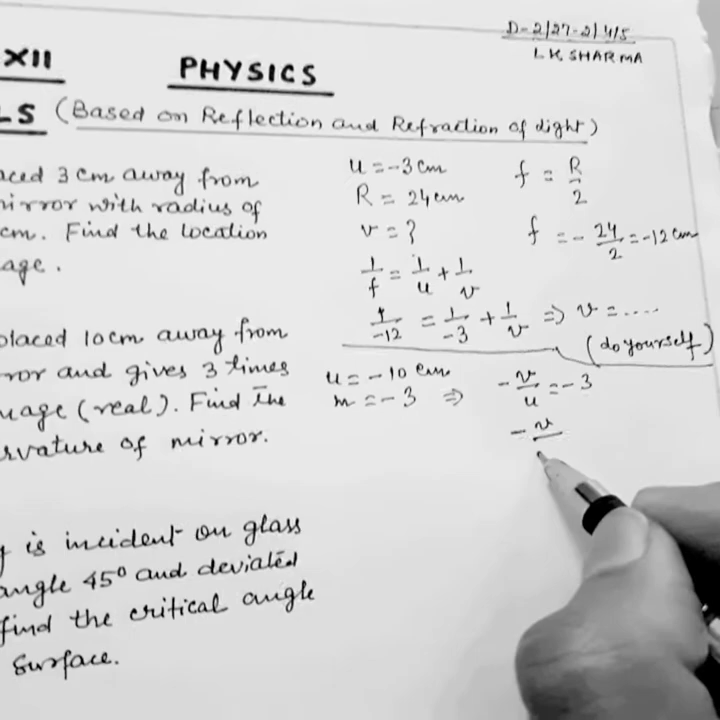 D-2/27-2/4/5
L K SHARMA
XII PHYSICS
LS (Based on Reflection and Refraction of Light)
aced 3 cm away from
mirror with radius of
cm. Find the location
age.
u = -3 cm
R = 24 cm
v = ?
1/f = 1/u + 1/v
1/-12 = 1/-3 + 1/v => v = ....
(do yourself)
f = R/2
f = - 24/2 = -12 cm
placed 10 cm away from
ror and gives 3 times
mage (real). Find the
rvature of mirror.
u = -10 cm
m = -3 => - v/u = -3
- v
y is incident on glass
angle 45° and deviated
find the critical angle
surface.